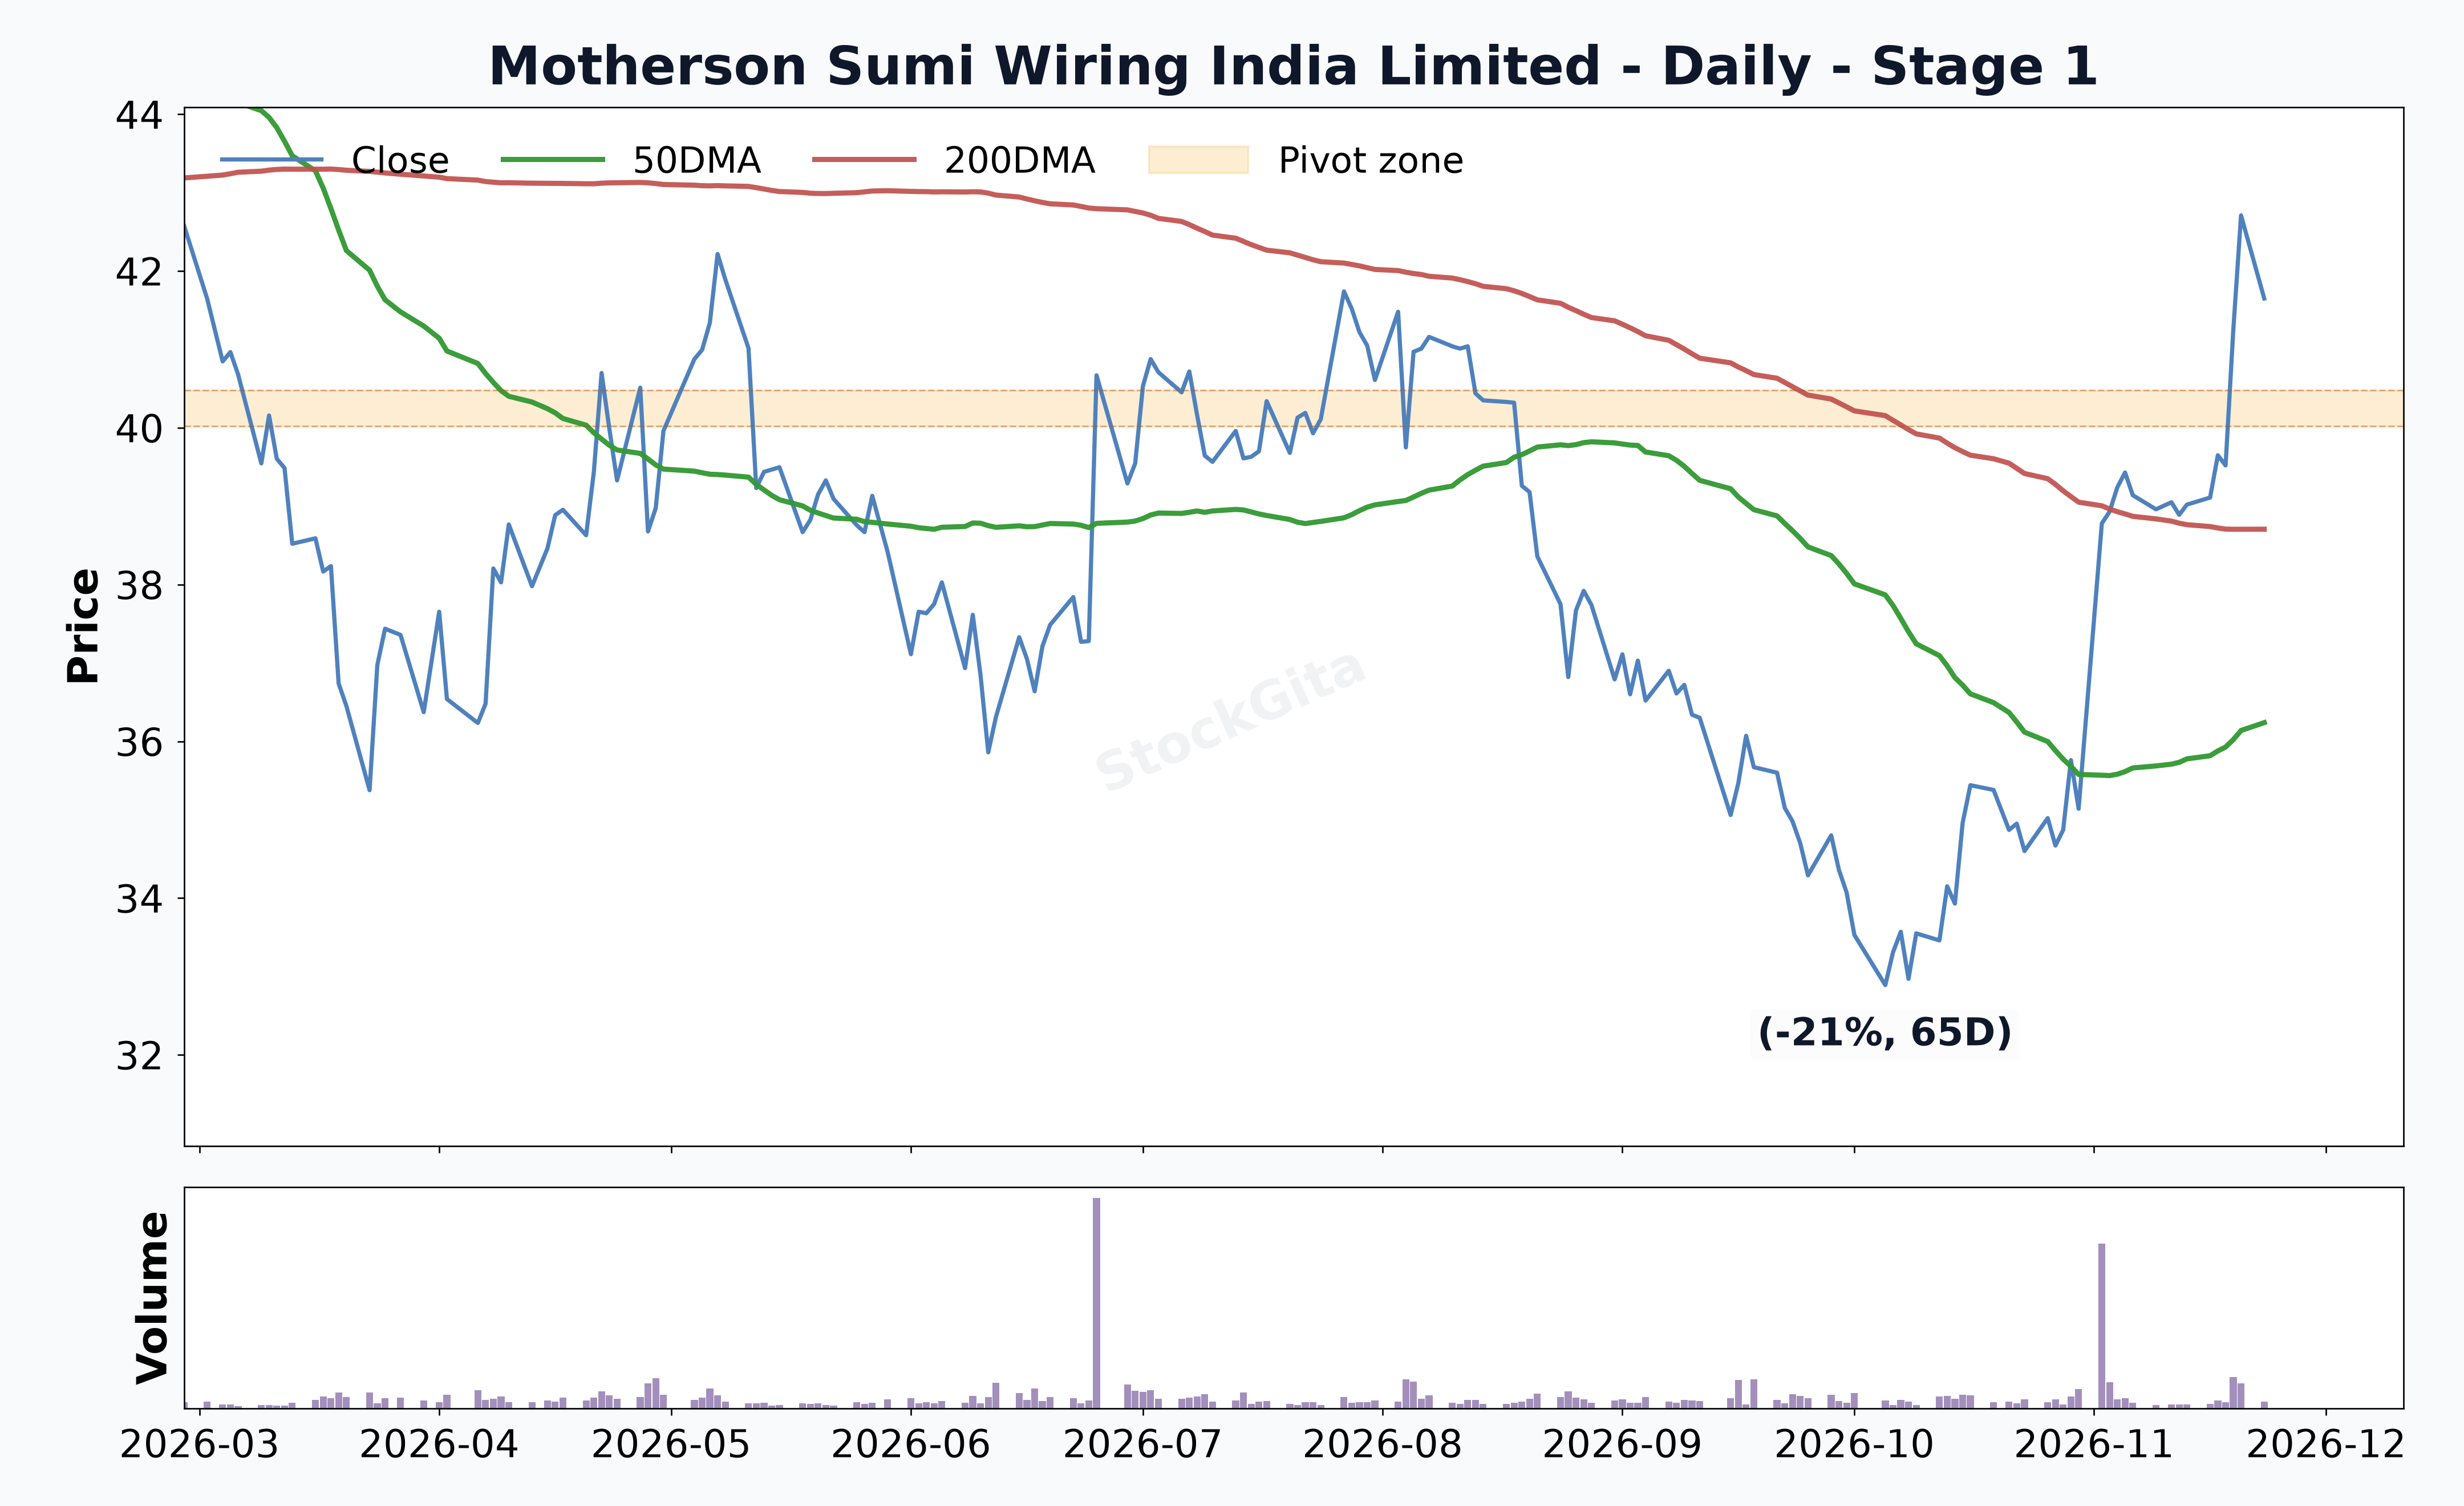 Motherson Sumi Wiring India Limited - Daily - Stage 1
Close 50DMA 200DMA Pivot zone
Price
44
42
40
38
36
34
32
StockGita
(-21%, 65D)
Volume
2026-03 2026-04 2026-05 2026-06 2026-07 2026-08 2026-09 2026-10 2026-11 2026-12